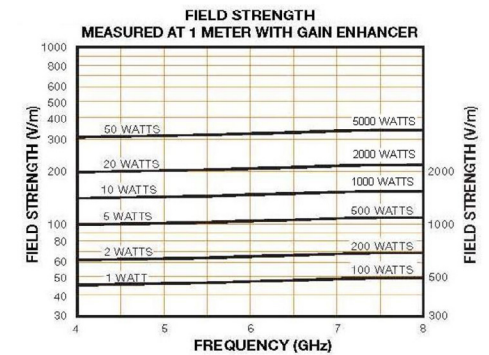 FIELD STRENGTH
MEASURED AT 1 METER WITH GAIN ENHANCER
1000
800
600
500
400
300
200
100
80
60
50
40
30
FIELD STRENGTH (V/m)
50 WATTS
5000 WATTS
20 WATTS
2000 WATTS
10 WATTS
1000 WATTS
5 WATTS
500 WATTS
2 WATTS
200 WATTS
1 WATT
100 WATTS
2000
1000
500
300
FIELD STRENGTH (V/m)
4 5 6 7 8
FREQUENCY (GHz)